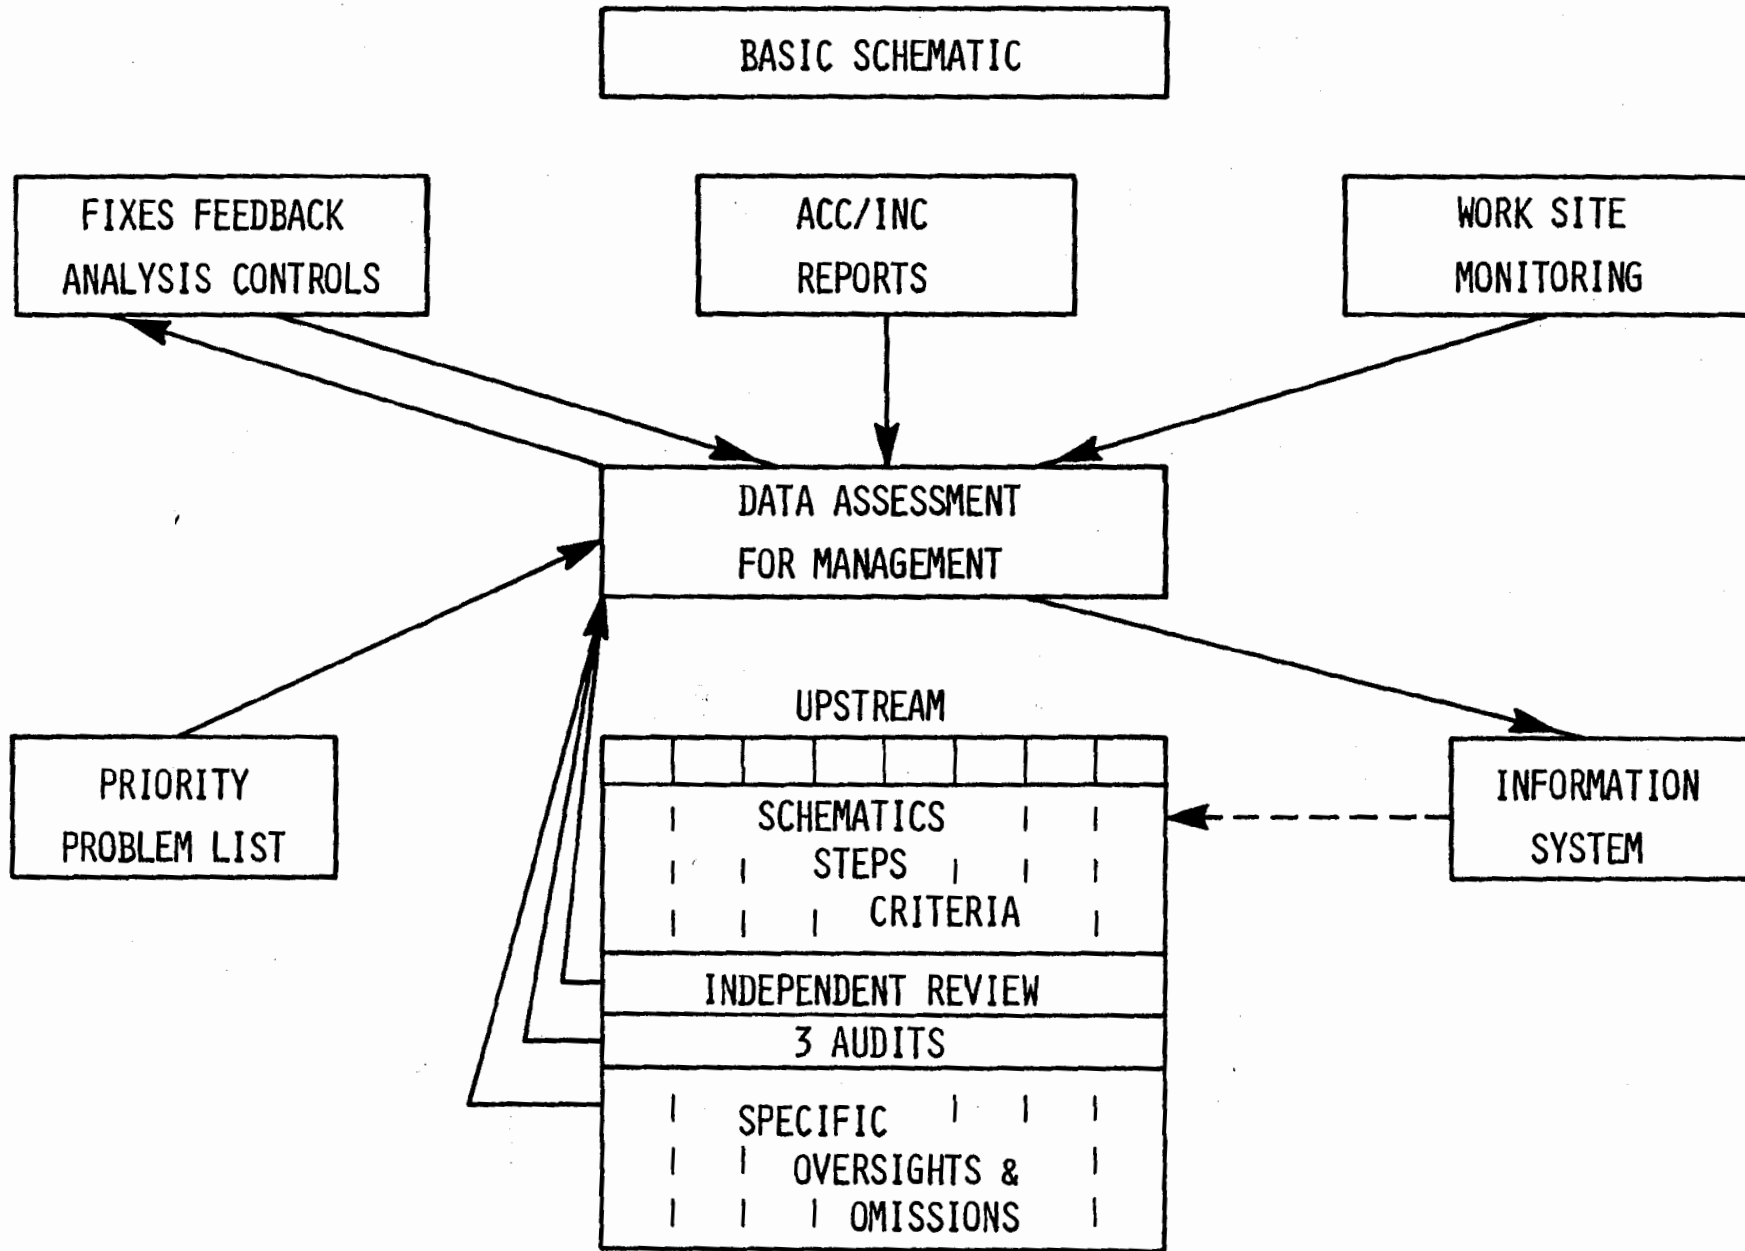 BASIC SCHEMATIC
FIXES FEEDBACK
ANALYSIS CONTROLS
ACC/INC
REPORTS
WORK SITE
MONITORING
DATA ASSESSMENT
FOR MANAGEMENT
PRIORITY
PROBLEM LIST
UPSTREAM
SCHEMATICS
STEPS
CRITERIA
INDEPENDENT REVIEW
3 AUDITS
SPECIFIC
OVERSIGHTS &
OMISSIONS
INFORMATION
SYSTEM